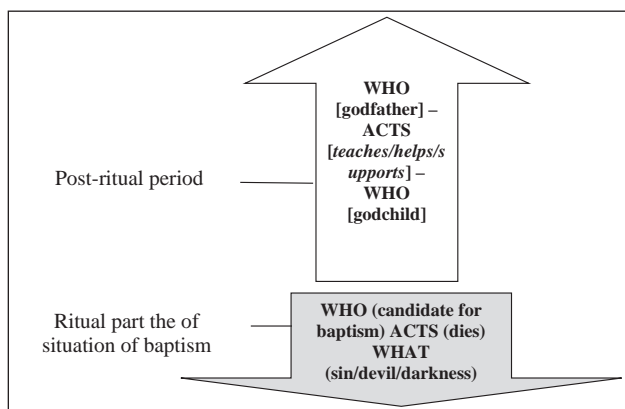 WHO
[godfather] –
ACTS
[teaches/helps/s
upports] –
WHO
[godchild]
Post-ritual period
WHO (candidate for
baptism) ACTS (dies)
WHAT
(sin/devil/darkness)
Ritual part the of
situation of baptism